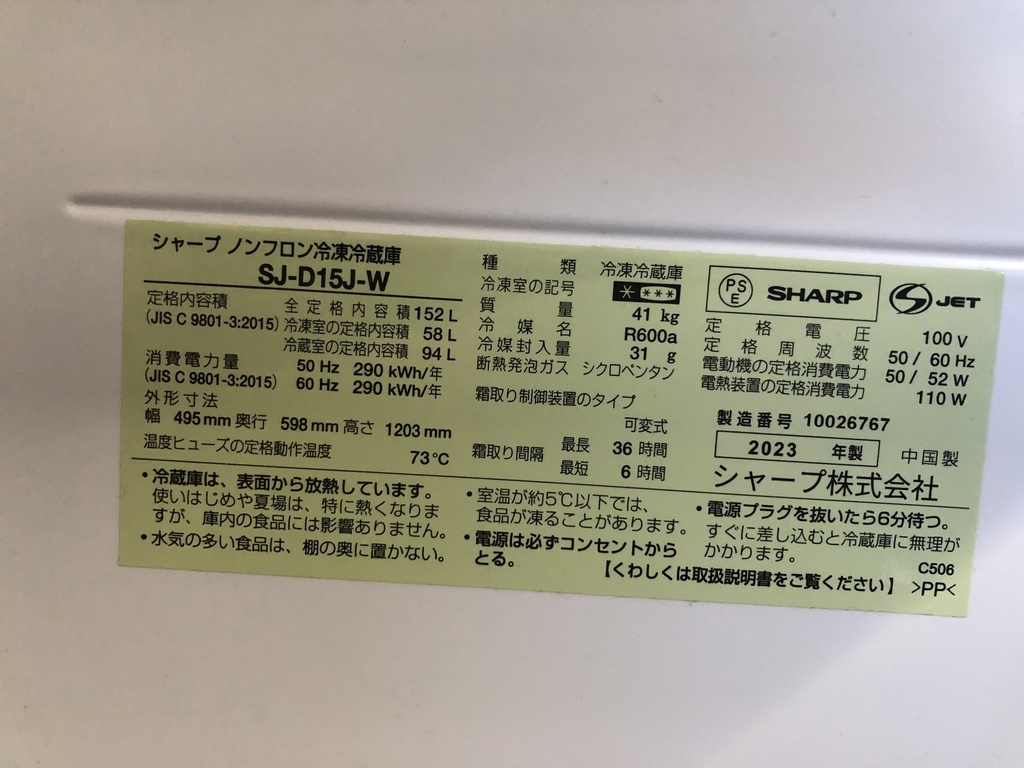 シャープ ノンフロン冷凍冷蔵庫
SJ-D15J-W
定格内容積 全定格内容積 152 L
(JIS C 9801-3:2015) 冷凍室の定格内容積 58 L
冷蔵室の定格内容積 94 L
消費電力量 50 Hz 290 kWh/年
(JIS C 9801-3:2015) 60 Hz 290 kWh/年
外形寸法
幅 495 mm 奥行 598 mm 高さ 1203 mm
温度ヒューズの定格動作温度 73℃
種類 冷凍冷蔵庫
冷凍室の記号 * ***
質量 41 kg
冷媒名 R600a
冷媒封入量 31 g
断熱発泡ガス シクロペンタン
霜取り制御装置のタイプ
可変式
霜取り間隔 最長 36 時間
最短 6 時間
PS
E
SHARP
JET
定格電圧 100 V
定格周波数 50 / 60 Hz
電動機の定格消費電力 50 / 52 W
電熱装置の定格消費電力 110 W
製造番号 10026767
2023 年製 中国製
シャープ株式会社
・冷蔵庫は、表面から放熱しています。
使いはじめや夏場は、特に熱くなりま
すが、庫内の食品には影響ありません。
・水気の多い食品は、棚の奥に置かない。
・室温が約5℃以下では、
食品が凍ることがあります。
・電源は必ずコンセントから
とる。
・電源プラグを抜いたら6分待つ。
すぐに差し込むと冷蔵庫に無理が
かかります。
C506
【くわしくは取扱説明書をご覧ください】 >PP<